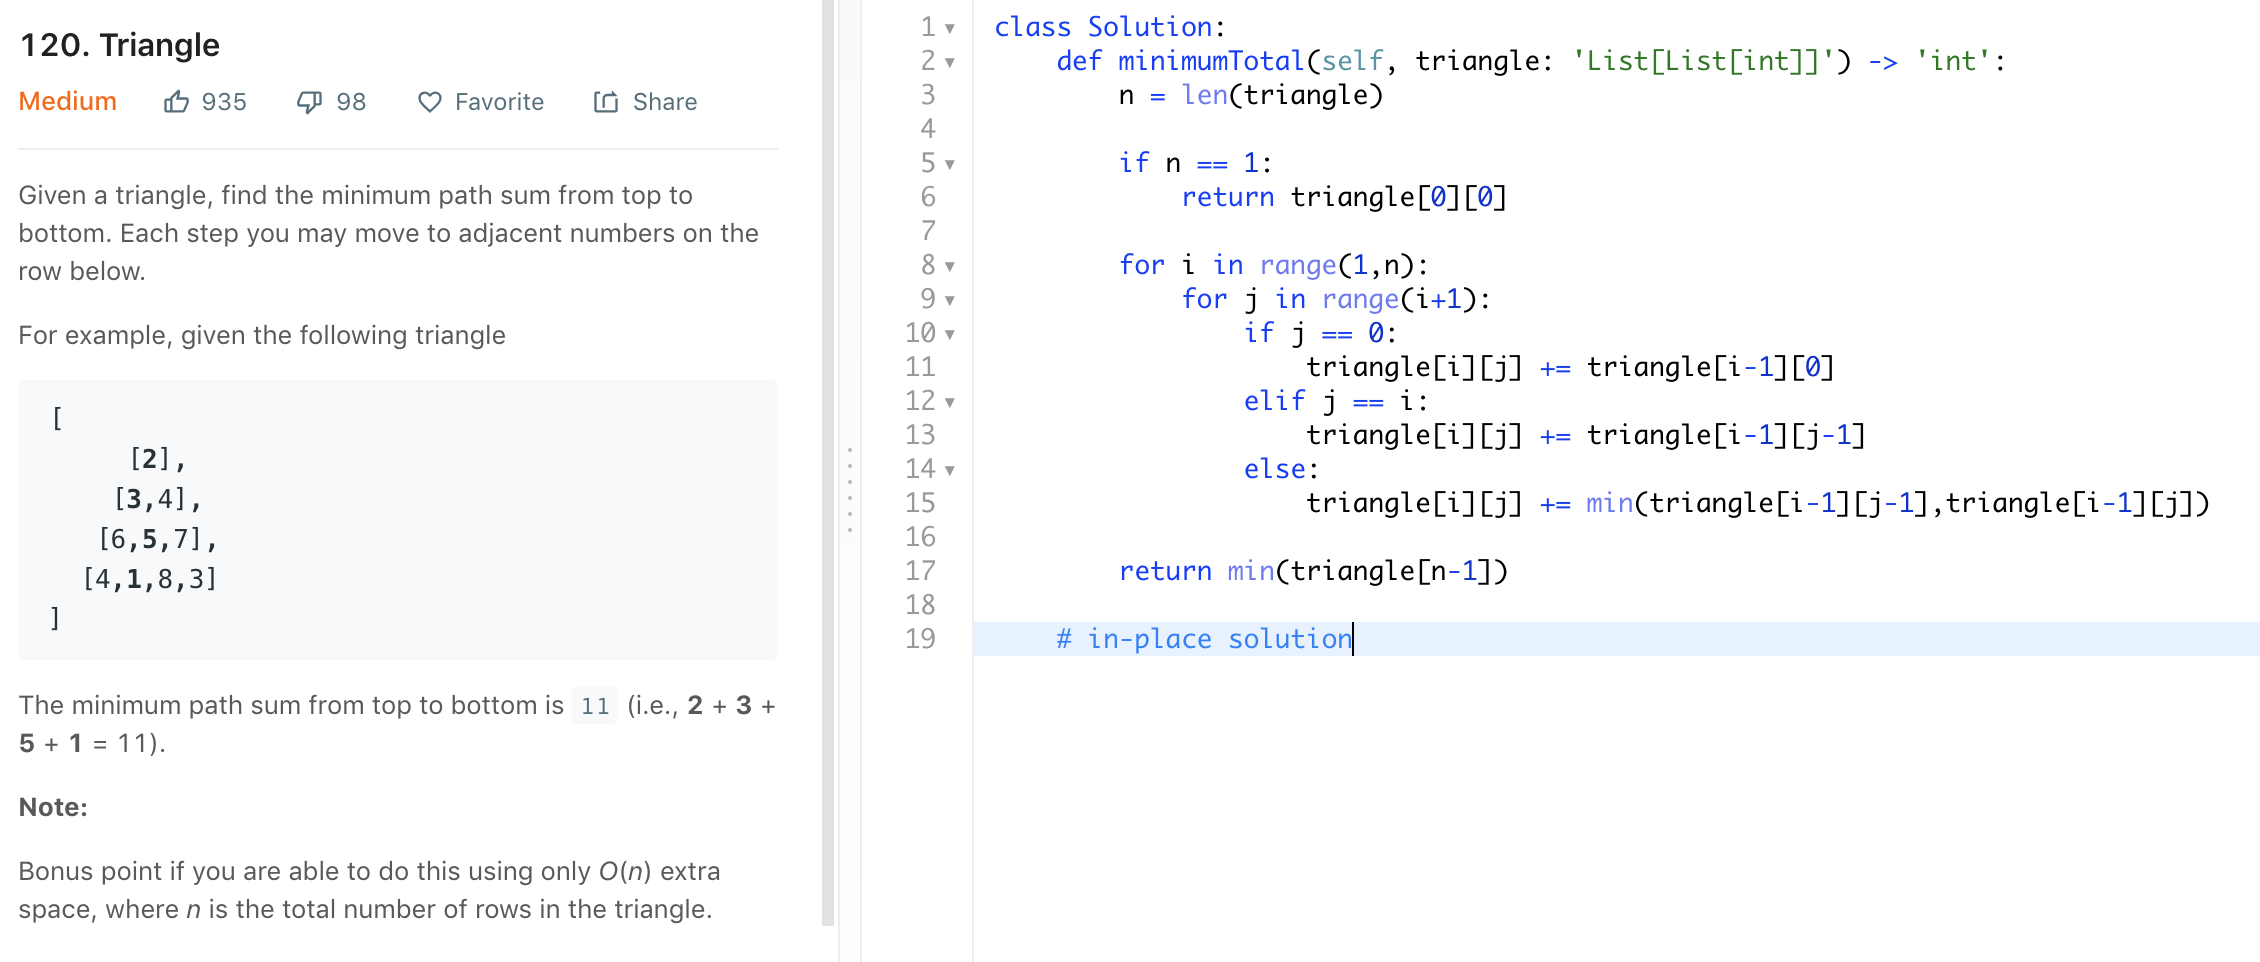 120. Triangle
Medium 935 98 Favorite Share
Given a triangle, find the minimum path sum from top to
bottom. Each step you may move to adjacent numbers on the
row below.
For example, given the following triangle
[
     [2],
    [3,4],
   [6,5,7],
  [4,1,8,3]
]
The minimum path sum from top to bottom is 11 (i.e., 2 + 3 +
5 + 1 = 11).
Note:
Bonus point if you are able to do this using only O(n) extra
space, where n is the total number of rows in the triangle.
1 class Solution:
2     def minimumTotal(self, triangle: 'List[List[int]]') -> 'int':
3         n = len(triangle)
4
5         if n == 1:
6             return triangle[0][0]
7
8         for i in range(1,n):
9             for j in range(i+1):
10                 if j == 0:
11                     triangle[i][j] += triangle[i-1][0]
12                 elif j == i:
13                     triangle[i][j] += triangle[i-1][j-1]
14                 else:
15                     triangle[i][j] += min(triangle[i-1][j-1],triangle[i-1][j])
16
17         return min(triangle[n-1])
18
19     # in-place solution